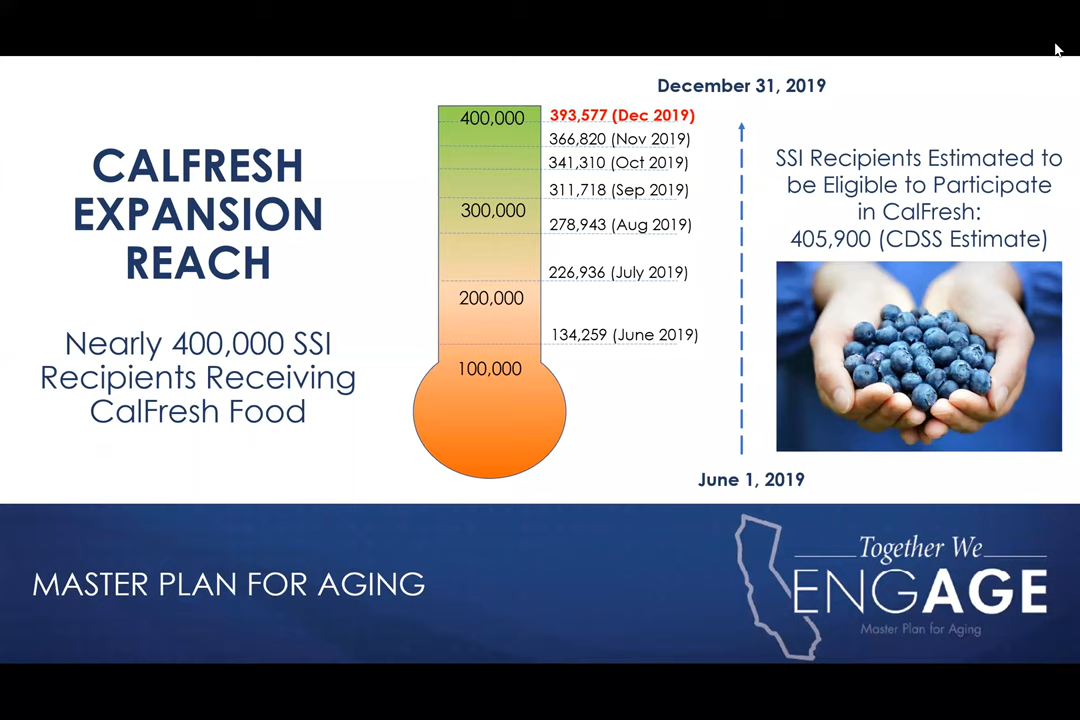 CALFRESH
EXPANSION
REACH
Nearly 400,000 SSI
Recipients Receiving
CalFresh Food
400,000
300,000
200,000
100,000
December 31, 2019
393,577 (Dec 2019)
366,820 (Nov 2019)
341,310 (Oct 2019)
311,718 (Sep 2019)
278,943 (Aug 2019)
226,936 (July 2019)
134,259 (June 2019)
June 1, 2019
SSI Recipients Estimated to
be Eligible to Participate
in CalFresh:
405,900 (CDSS Estimate)
MASTER PLAN FOR AGING
Together We
ENGAGE
Master Plan for Aging